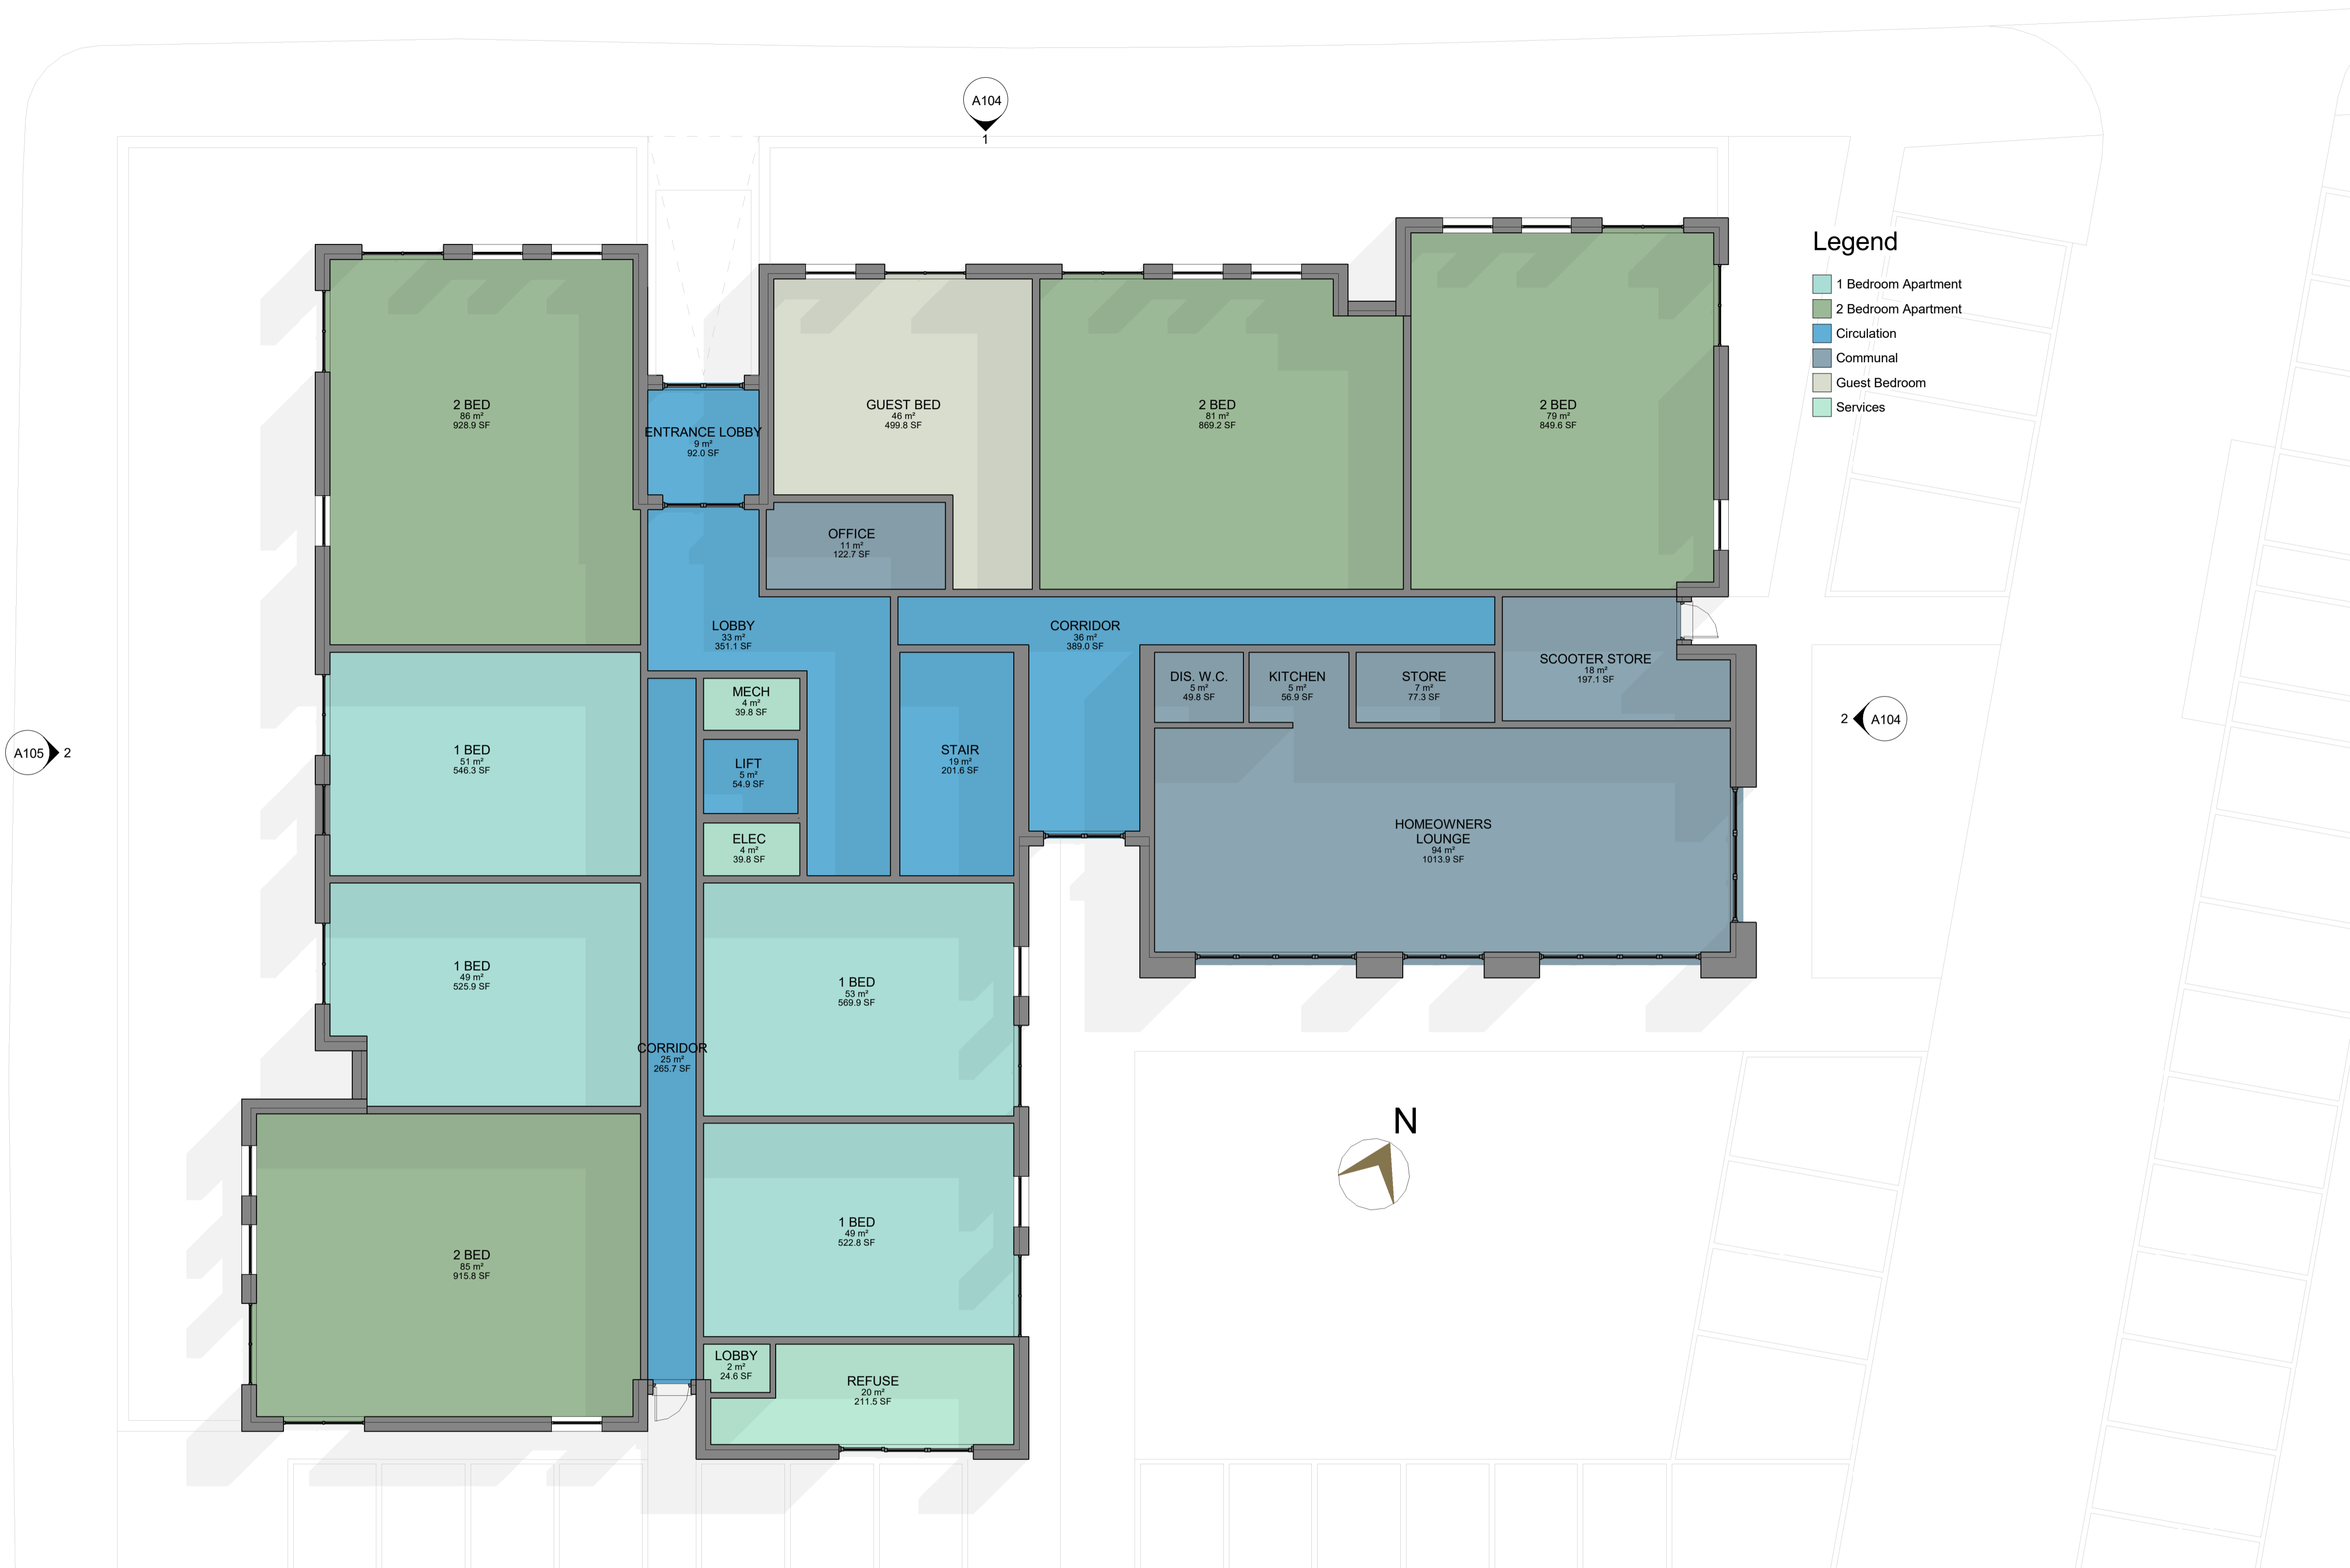 A104
1
Legend
1 Bedroom Apartment
2 Bedroom Apartment
Circulation
Communal
Guest Bedroom
Services
2 BED
86 m²
928.9 SF
ENTRANCE LOBBY
9 m²
92.0 SF
GUEST BED
46 m²
499.8 SF
2 BED
81 m²
869.2 SF
2 BED
79 m²
849.6 SF
OFFICE
11 m²
122.7 SF
LOBBY
33 m²
351.1 SF
CORRIDOR
36 m²
389.0 SF
SCOOTER STORE
18 m²
197.1 SF
DIS. W.C.
5 m²
49.8 SF
KITCHEN
5 m²
56.9 SF
STORE
7 m²
77.3 SF
MECH
4 m²
39.8 SF
2 A104
A105 2
1 BED
51 m²
546.3 SF
LIFT
5 m²
54.9 SF
STAIR
19 m²
201.6 SF
ELEC
4 m²
39.8 SF
HOMEOWNERS
LOUNGE
94 m²
1013.9 SF
1 BED
49 m²
525.9 SF
1 BED
53 m²
569.9 SF
CORRIDOR
25 m²
265.7 SF
N
1 BED
49 m²
522.8 SF
2 BED
85 m²
915.8 SF
LOBBY
2 m²
24.6 SF
REFUSE
20 m²
211.5 SF